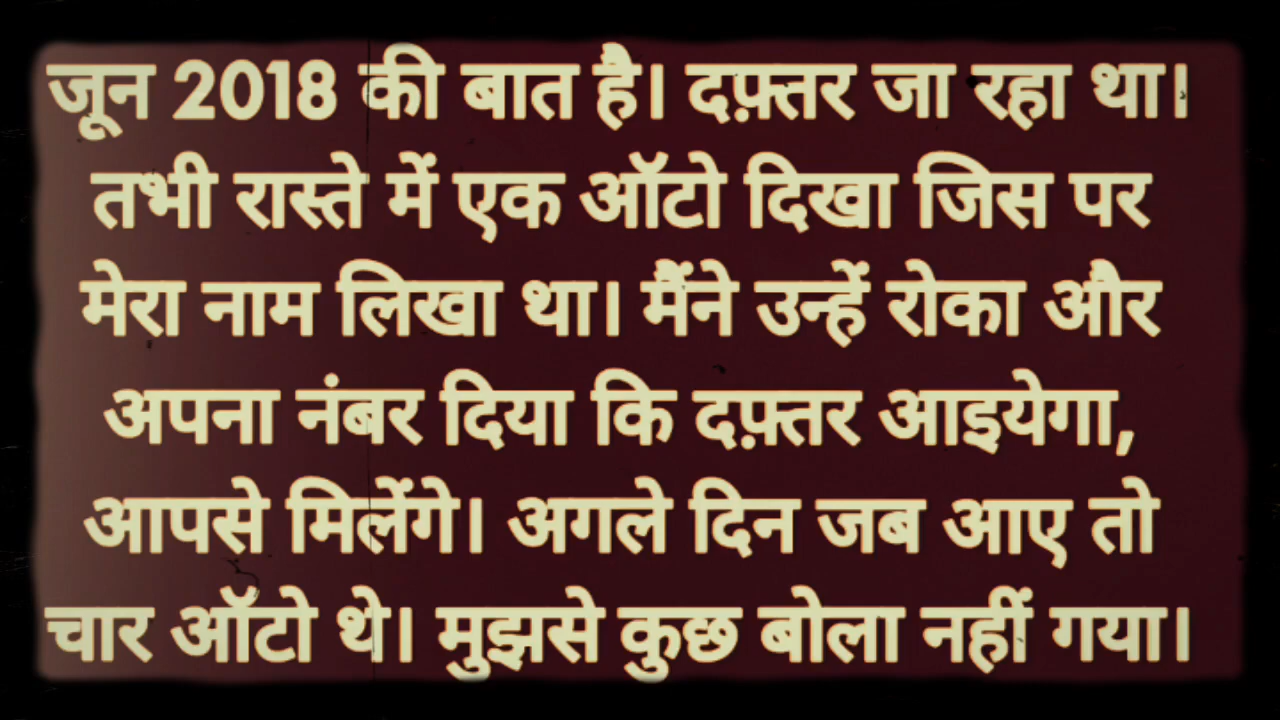 जून 2018 की बात है। दफ़्तर जा रहा था।
तभी रास्ते में एक ऑटो दिखा जिस पर
मेरा नाम लिखा था। मैंने उन्हें रोका और
अपना नंबर दिया कि दफ़्तर आइयेगा,
आपसे मिलेंगे। अगले दिन जब आए तो
चार ऑटो थे। मुझसे कुछ बोला नहीं गया।